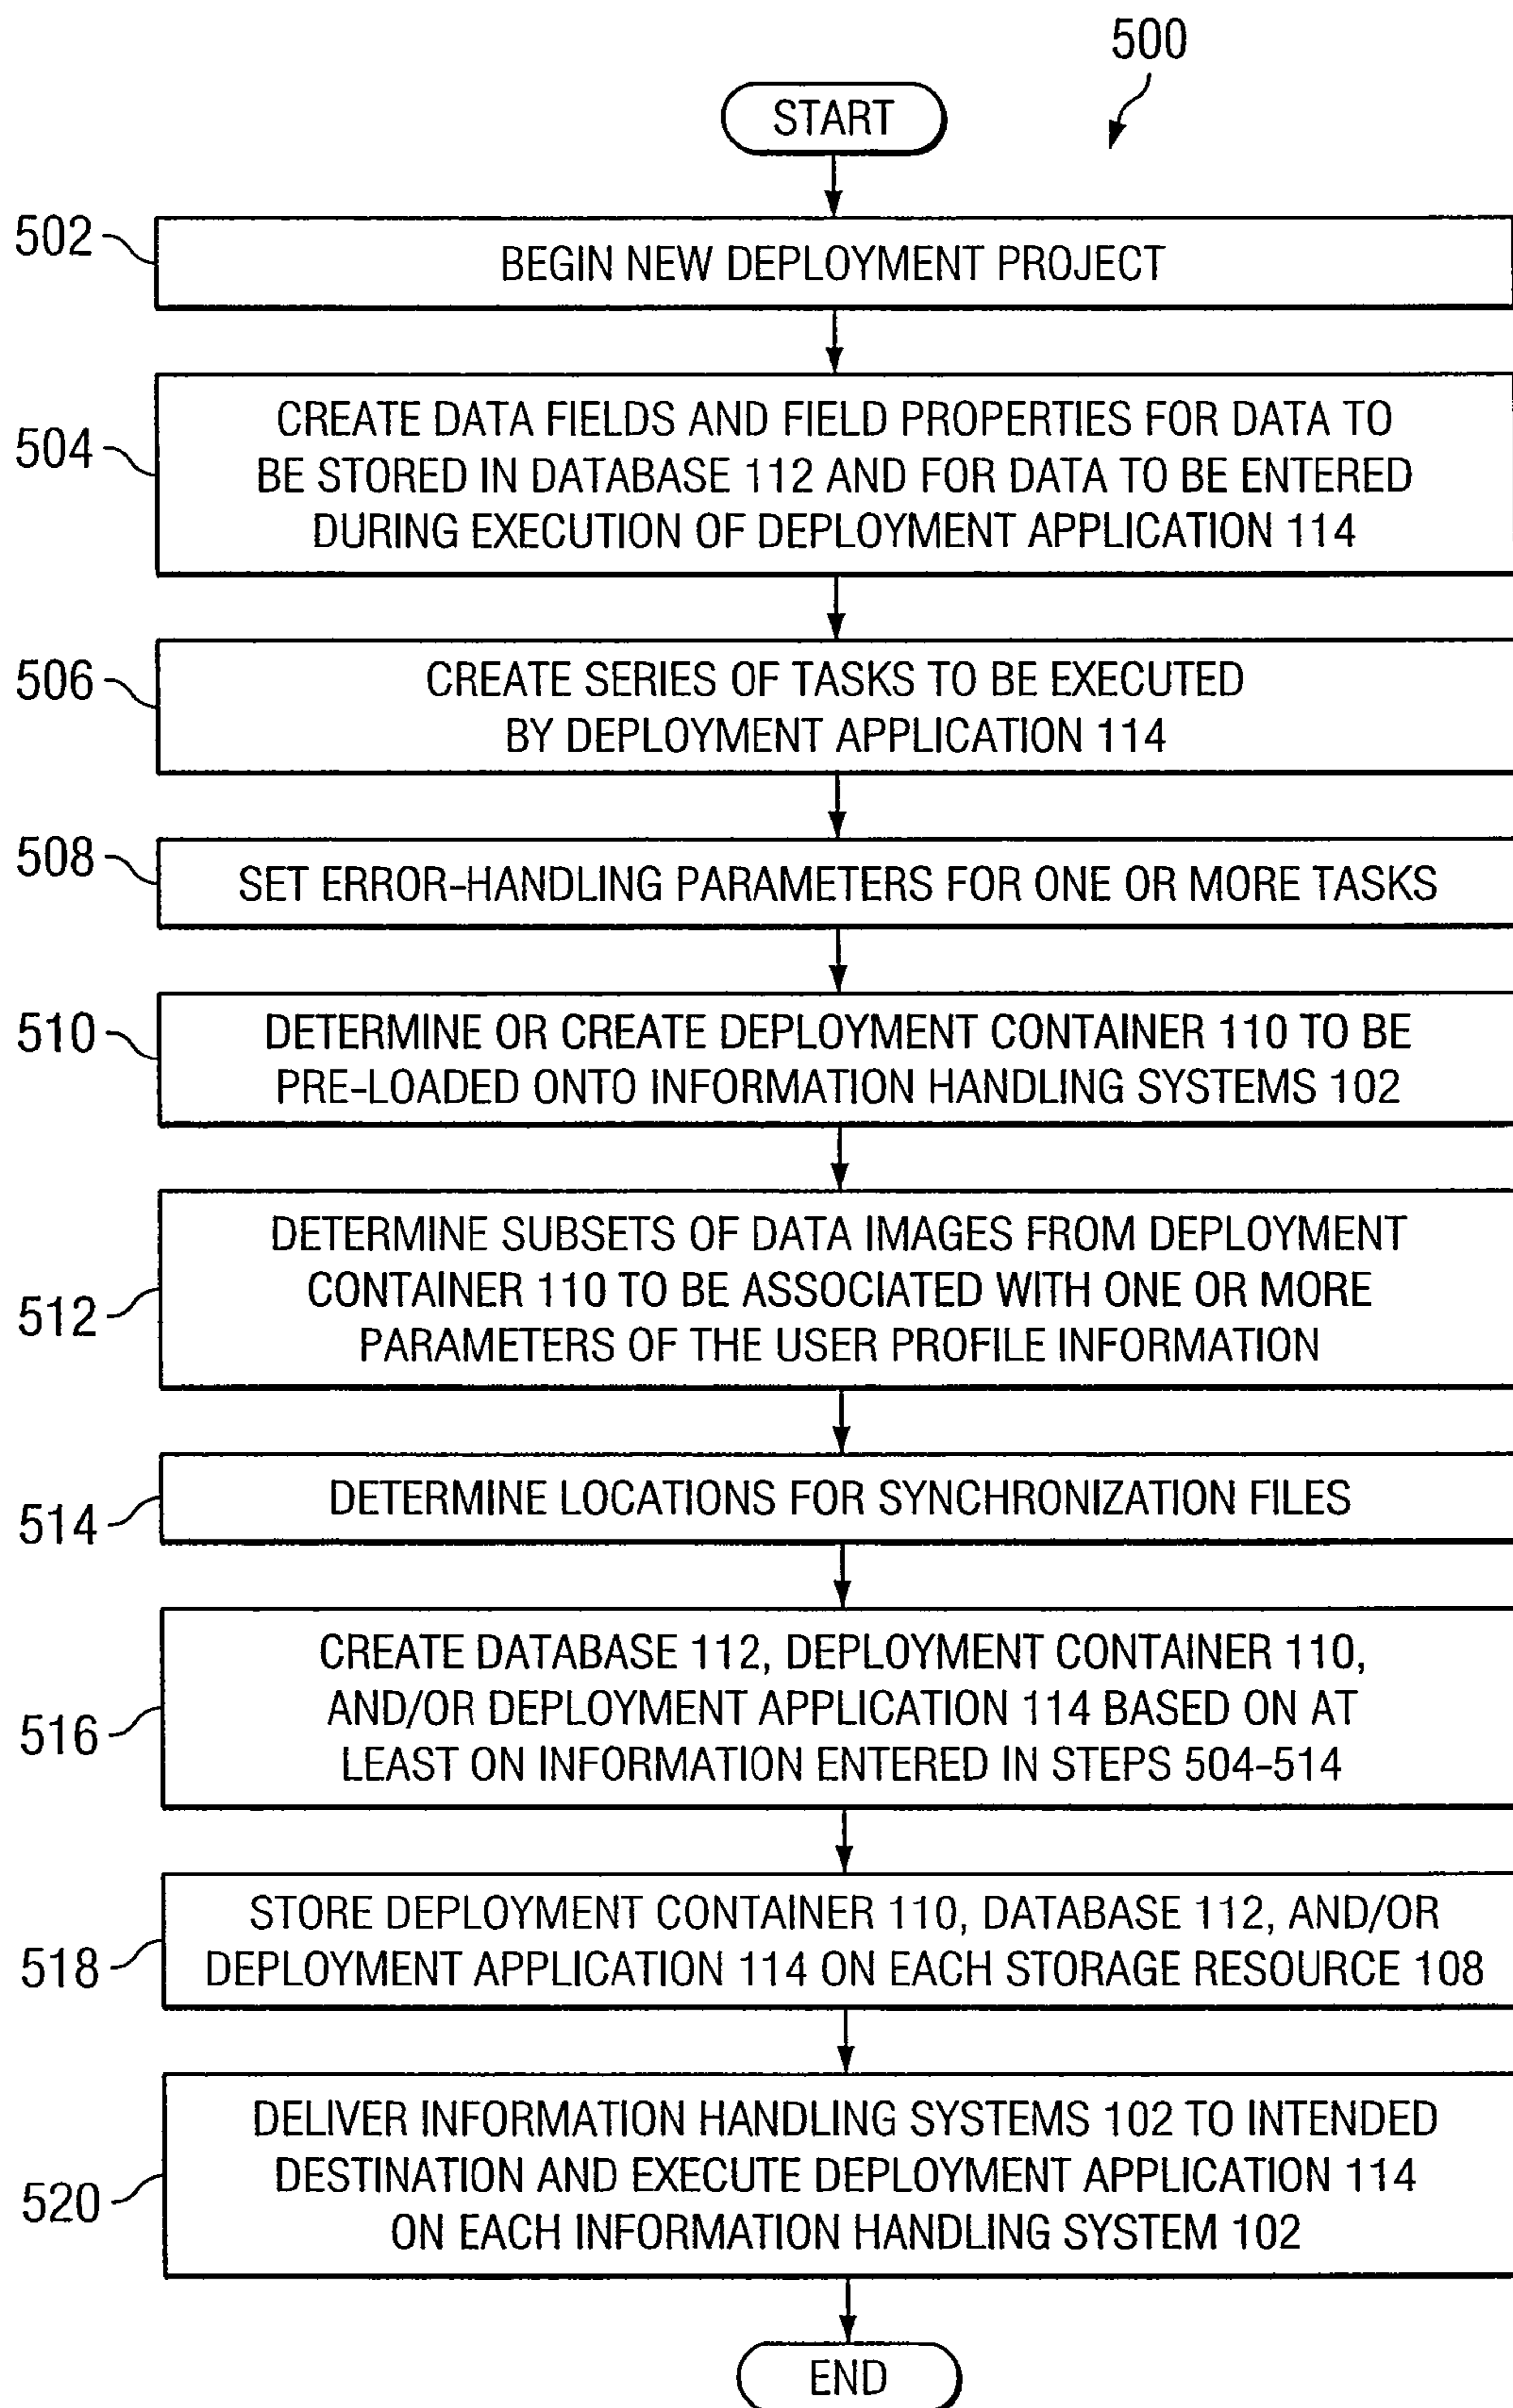 500
START
502
BEGIN NEW DEPLOYMENT PROJECT
504
CREATE DATA FIELDS AND FIELD PROPERTIES FOR DATA TO
BE STORED IN DATABASE 112 AND FOR DATA TO BE ENTERED
DURING EXECUTION OF DEPLOYMENT APPLICATION 114
506
CREATE SERIES OF TASKS TO BE EXECUTED
BY DEPLOYMENT APPLICATION 114
508
SET ERROR-HANDLING PARAMETERS FOR ONE OR MORE TASKS
510
DETERMINE OR CREATE DEPLOYMENT CONTAINER 110 TO BE
PRE-LOADED ONTO INFORMATION HANDLING SYSTEMS 102
512
DETERMINE SUBSETS OF DATA IMAGES FROM DEPLOYMENT
CONTAINER 110 TO BE ASSOCIATED WITH ONE OR MORE
PARAMETERS OF THE USER PROFILE INFORMATION
514
DETERMINE LOCATIONS FOR SYNCHRONIZATION FILES
516
CREATE DATABASE 112, DEPLOYMENT CONTAINER 110,
AND/OR DEPLOYMENT APPLICATION 114 BASED ON AT
LEAST ON INFORMATION ENTERED IN STEPS 504-514
518
STORE DEPLOYMENT CONTAINER 110, DATABASE 112, AND/OR
DEPLOYMENT APPLICATION 114 ON EACH STORAGE RESOURCE 108
520
DELIVER INFORMATION HANDLING SYSTEMS 102 TO INTENDED
DESTINATION AND EXECUTE DEPLOYMENT APPLICATION 114
ON EACH INFORMATION HANDLING SYSTEM 102
END